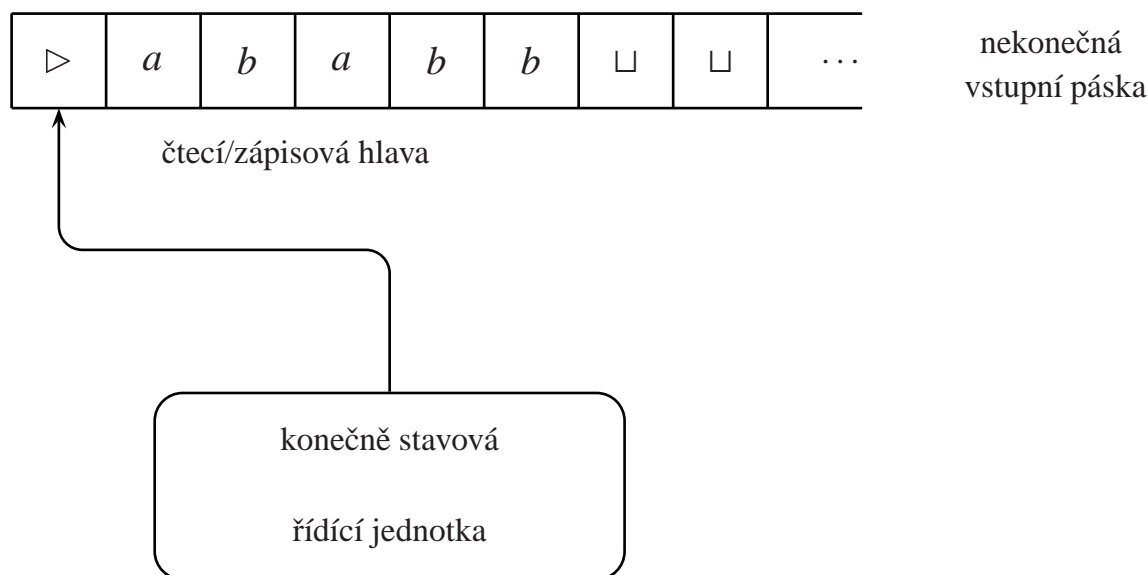 ▷ a b a b b ⊔ ⊔ ···
nekonečná
vstupní páska
čtecí/zápisová hlava
konečně stavová
řídící jednotka